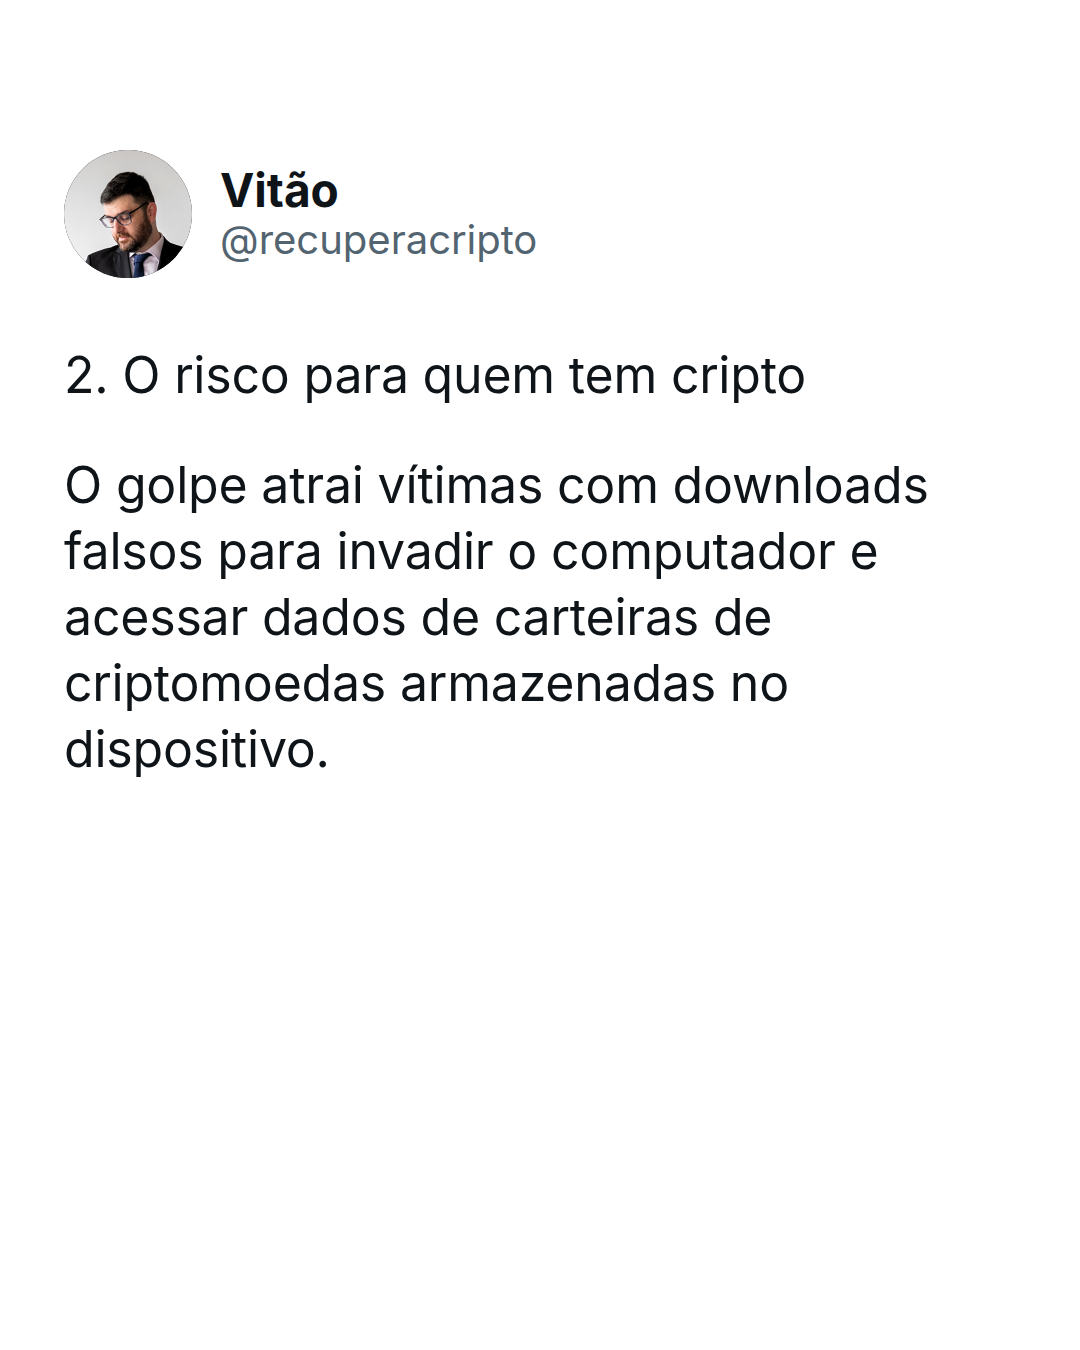 Vitão
@recuperacripto
2. O risco para quem tem cripto
O golpe atrai vítimas com downloads
falsos para invadir o computador e
acessar dados de carteiras de
criptomoedas armazenadas no
dispositivo.